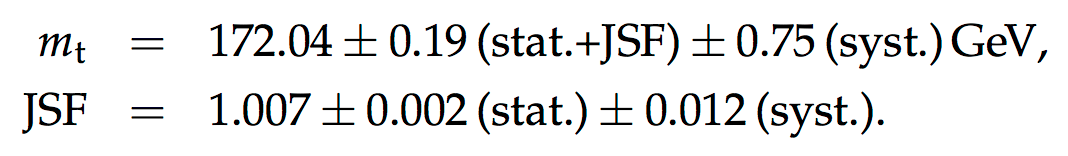 mt = 172.04 ± 0.19 (stat.+JSF) ± 0.75 (syst.) GeV,
JSF = 1.007 ± 0.002 (stat.) ± 0.012 (syst.).